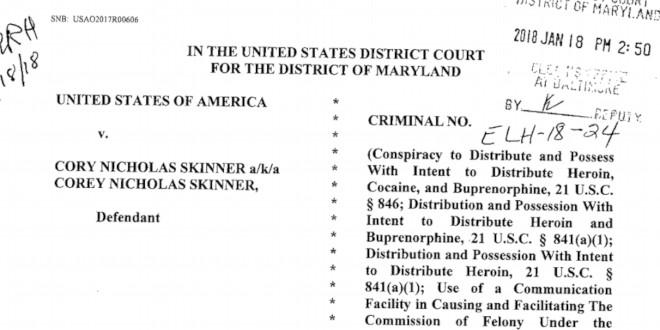 SNB: USAO2017R00606
DISTRICT OF MARYLAND
2018 JAN 18 PM 2:50
IN THE UNITED STATES DISTRICT COURT
FOR THE DISTRICT OF MARYLAND
CLERK'S OFFICE
AT BALTIMORE
BY DEPUTY
UNITED STATES OF AMERICA
v.
CORY NICHOLAS SKINNER a/k/a
COREY NICHOLAS SKINNER,
Defendant
*
*
*
*
*
*
*
*
*
*
*
*
*
*
CRIMINAL NO.
ELH-18-24
(Conspiracy to Distribute and Possess
With Intent to Distribute Heroin,
Cocaine, and Buprenorphine, 21 U.S.C.
§ 846; Distribution and Possession With
Intent to Distribute Heroin and
Buprenorphine, 21 U.S.C. § 841(a)(1);
Distribution and Possession With Intent
to Distribute Heroin, 21 U.S.C. §
841(a)(1); Use of a Communication
Facility in Causing and Facilitating The
Commission of Felony Under the